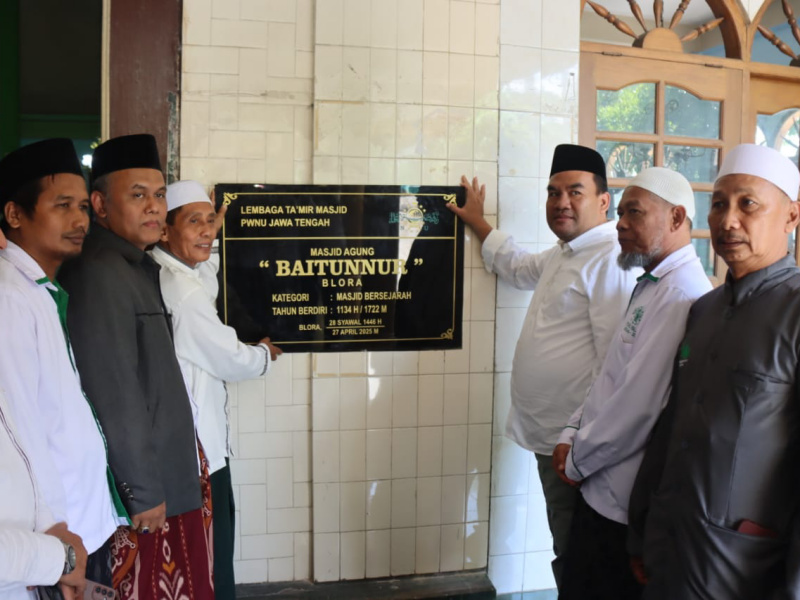 LEMBAGA TA'MIR MASJID
PWNU JAWA TENGAH
MASJID AGUNG
“ BAITUNNUR ”
BLORA
KATEGORI : MASJID BERSEJARAH
TAHUN BERDIRI : 1134 H / 1722 M
BLORA, 28 SYAWAL 1446 H
27 APRIL 2025 M